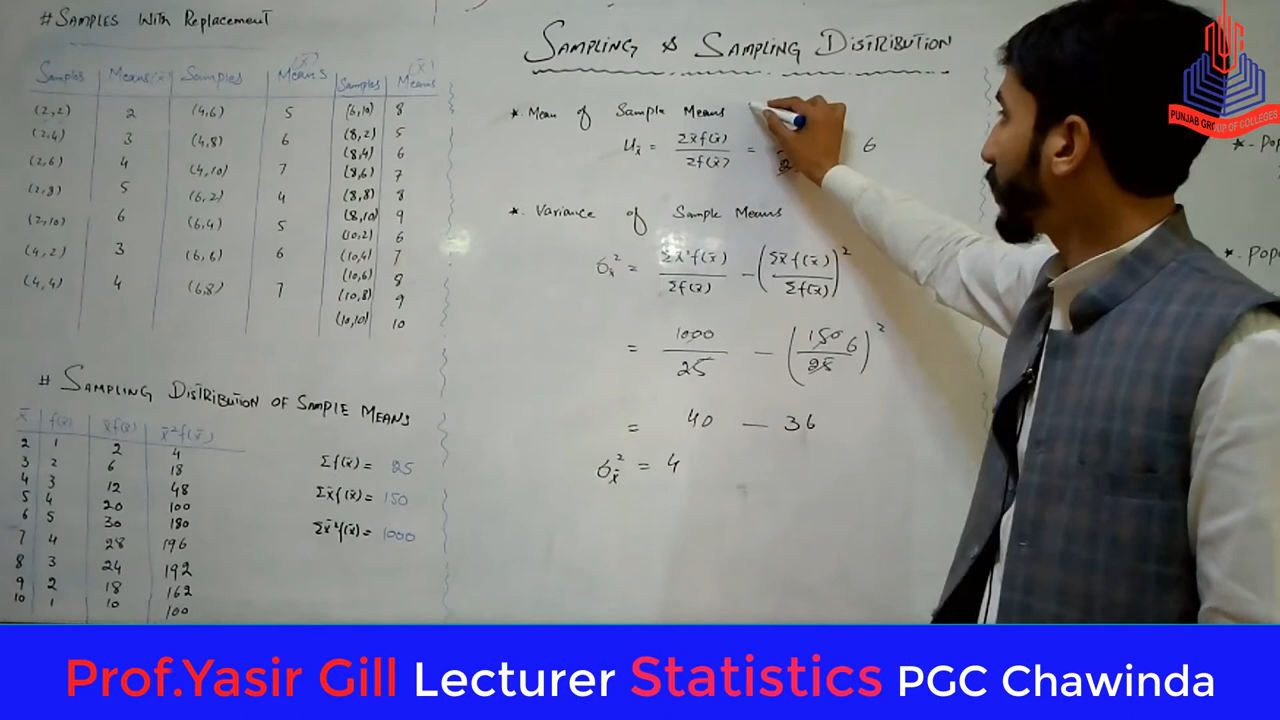 # SAMPLES With Replacement
Samples Means(x̄) Samples Means (x̄) Samples Means (x̄)
(2,2) 2 (4,6) 5 (6,10) 8
(2,4) 3 (4,8) 6 (8,2) 5
(2,6) 4 (4,10) 7 (8,4) 6
(2,8) 5 (6,2) 4 (8,6) 7
(2,10) 6 (6,4) 5 (8,8) 8
(4,2) 3 (6,6) 6 (8,10) 9
(4,4) 4 (6,8) 7 (10,2) 6
(10,4) 7
(10,6) 8
(10,8) 9
(10,10) 10
# SAMPLING DISTRIBUTION OF SAMPLE MEANS
x̄ f(x̄) x̄f(x̄) x̄²f(x̄)
2 1 2 4
3 2 6 18
4 3 12 48
5 4 20 100
6 5 30 180
7 4 28 196
8 3 24 192
9 2 18 162
10 1 10 100
Σf(x̄) = 25
Σx̄f(x̄) = 150
Σx̄²f(x̄) = 1000
SAMPLING & SAMPLING DISTRIBUTION
*. Mean of Sample Means
μx̄ = Σx̄f(x̄) / Σf(x̄) = 6
*. Variance of Sample Means
σx̄² = Σx̄²f(x̄) / Σf(x̄) - (Σx̄f(x̄) / Σf(x̄))²
= 1000 / 25 - (150 / 25 6)²
= 40 - 36
σx̄² = 4
PUNJAB GROUP OF COLLEGES
Prof.Yasir Gill Lecturer Statistics PGC Chawinda